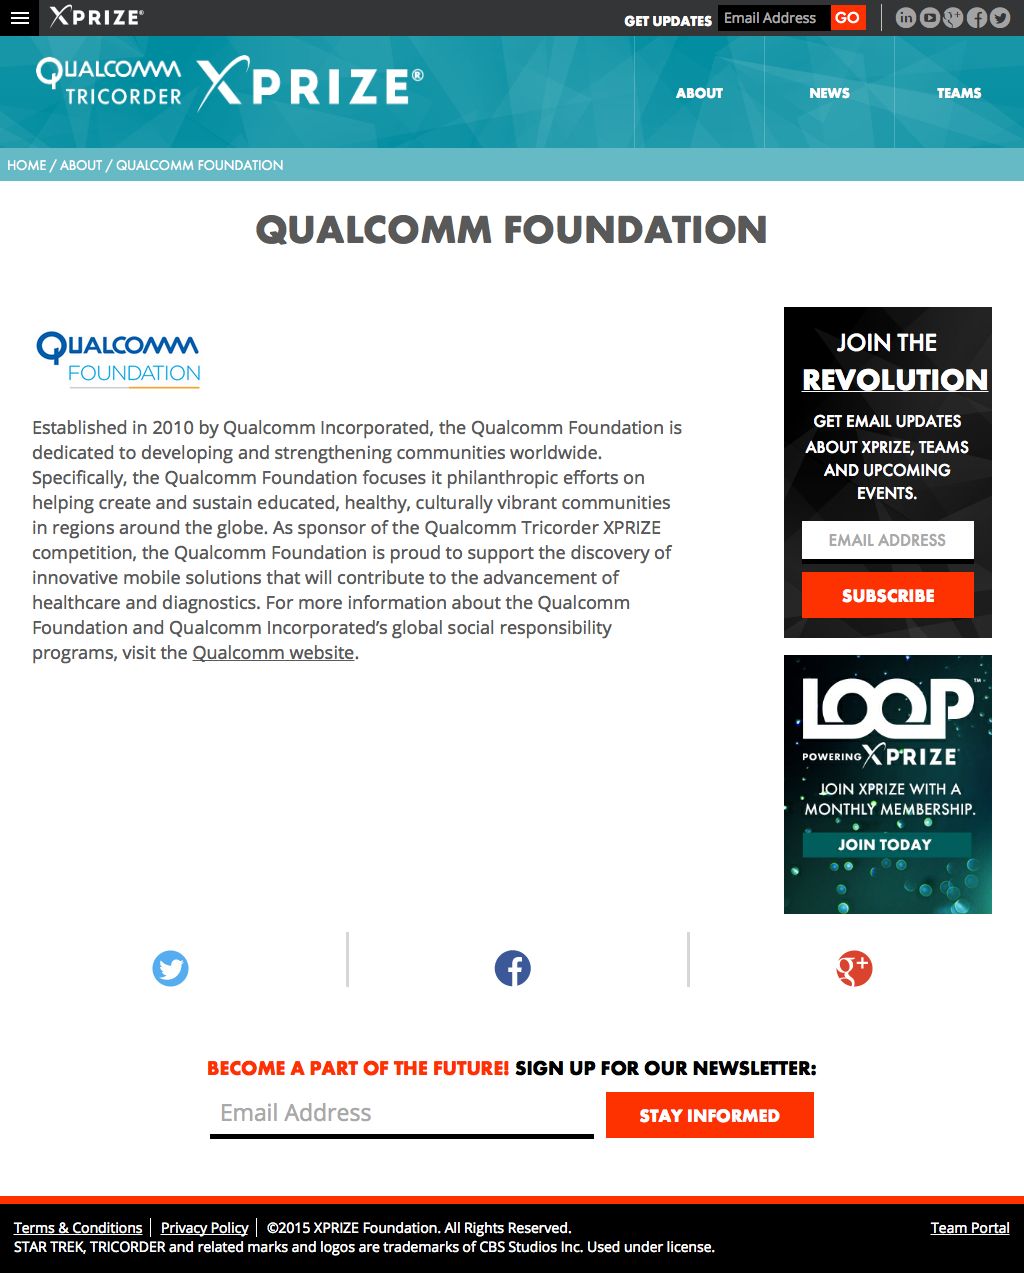 XPRIZE®
GET UPDATES
Email Address
GO
in
g+
f
QUALCOMM
TRICORDER
XPRIZE®
ABOUT
NEWS
TEAMS
HOME / ABOUT / QUALCOMM FOUNDATION
QUALCOMM FOUNDATION
QUALCOMM
FOUNDATION
Established in 2010 by Qualcomm Incorporated, the Qualcomm Foundation is
dedicated to developing and strengthening communities worldwide.
Specifically, the Qualcomm Foundation focuses it philanthropic efforts on
helping create and sustain educated, healthy, culturally vibrant communities
in regions around the globe. As sponsor of the Qualcomm Tricorder XPRIZE
competition, the Qualcomm Foundation is proud to support the discovery of
innovative mobile solutions that will contribute to the advancement of
healthcare and diagnostics. For more information about the Qualcomm
Foundation and Qualcomm Incorporated’s global social responsibility
programs, visit the Qualcomm website.
JOIN THE
REVOLUTION
GET EMAIL UPDATES
ABOUT XPRIZE, TEAMS
AND UPCOMING
EVENTS.
EMAIL ADDRESS
SUBSCRIBE
LOOP™
POWERING XPRIZE
JOIN XPRIZE WITH A
MONTHLY MEMBERSHIP.
JOIN TODAY
f
g+
BECOME A PART OF THE FUTURE! SIGN UP FOR OUR NEWSLETTER:
Email Address
STAY INFORMED
Terms & Conditions | Privacy Policy | ©2015 XPRIZE Foundation. All Rights Reserved.
Team Portal
STAR TREK, TRICORDER and related marks and logos are trademarks of CBS Studios Inc. Used under license.